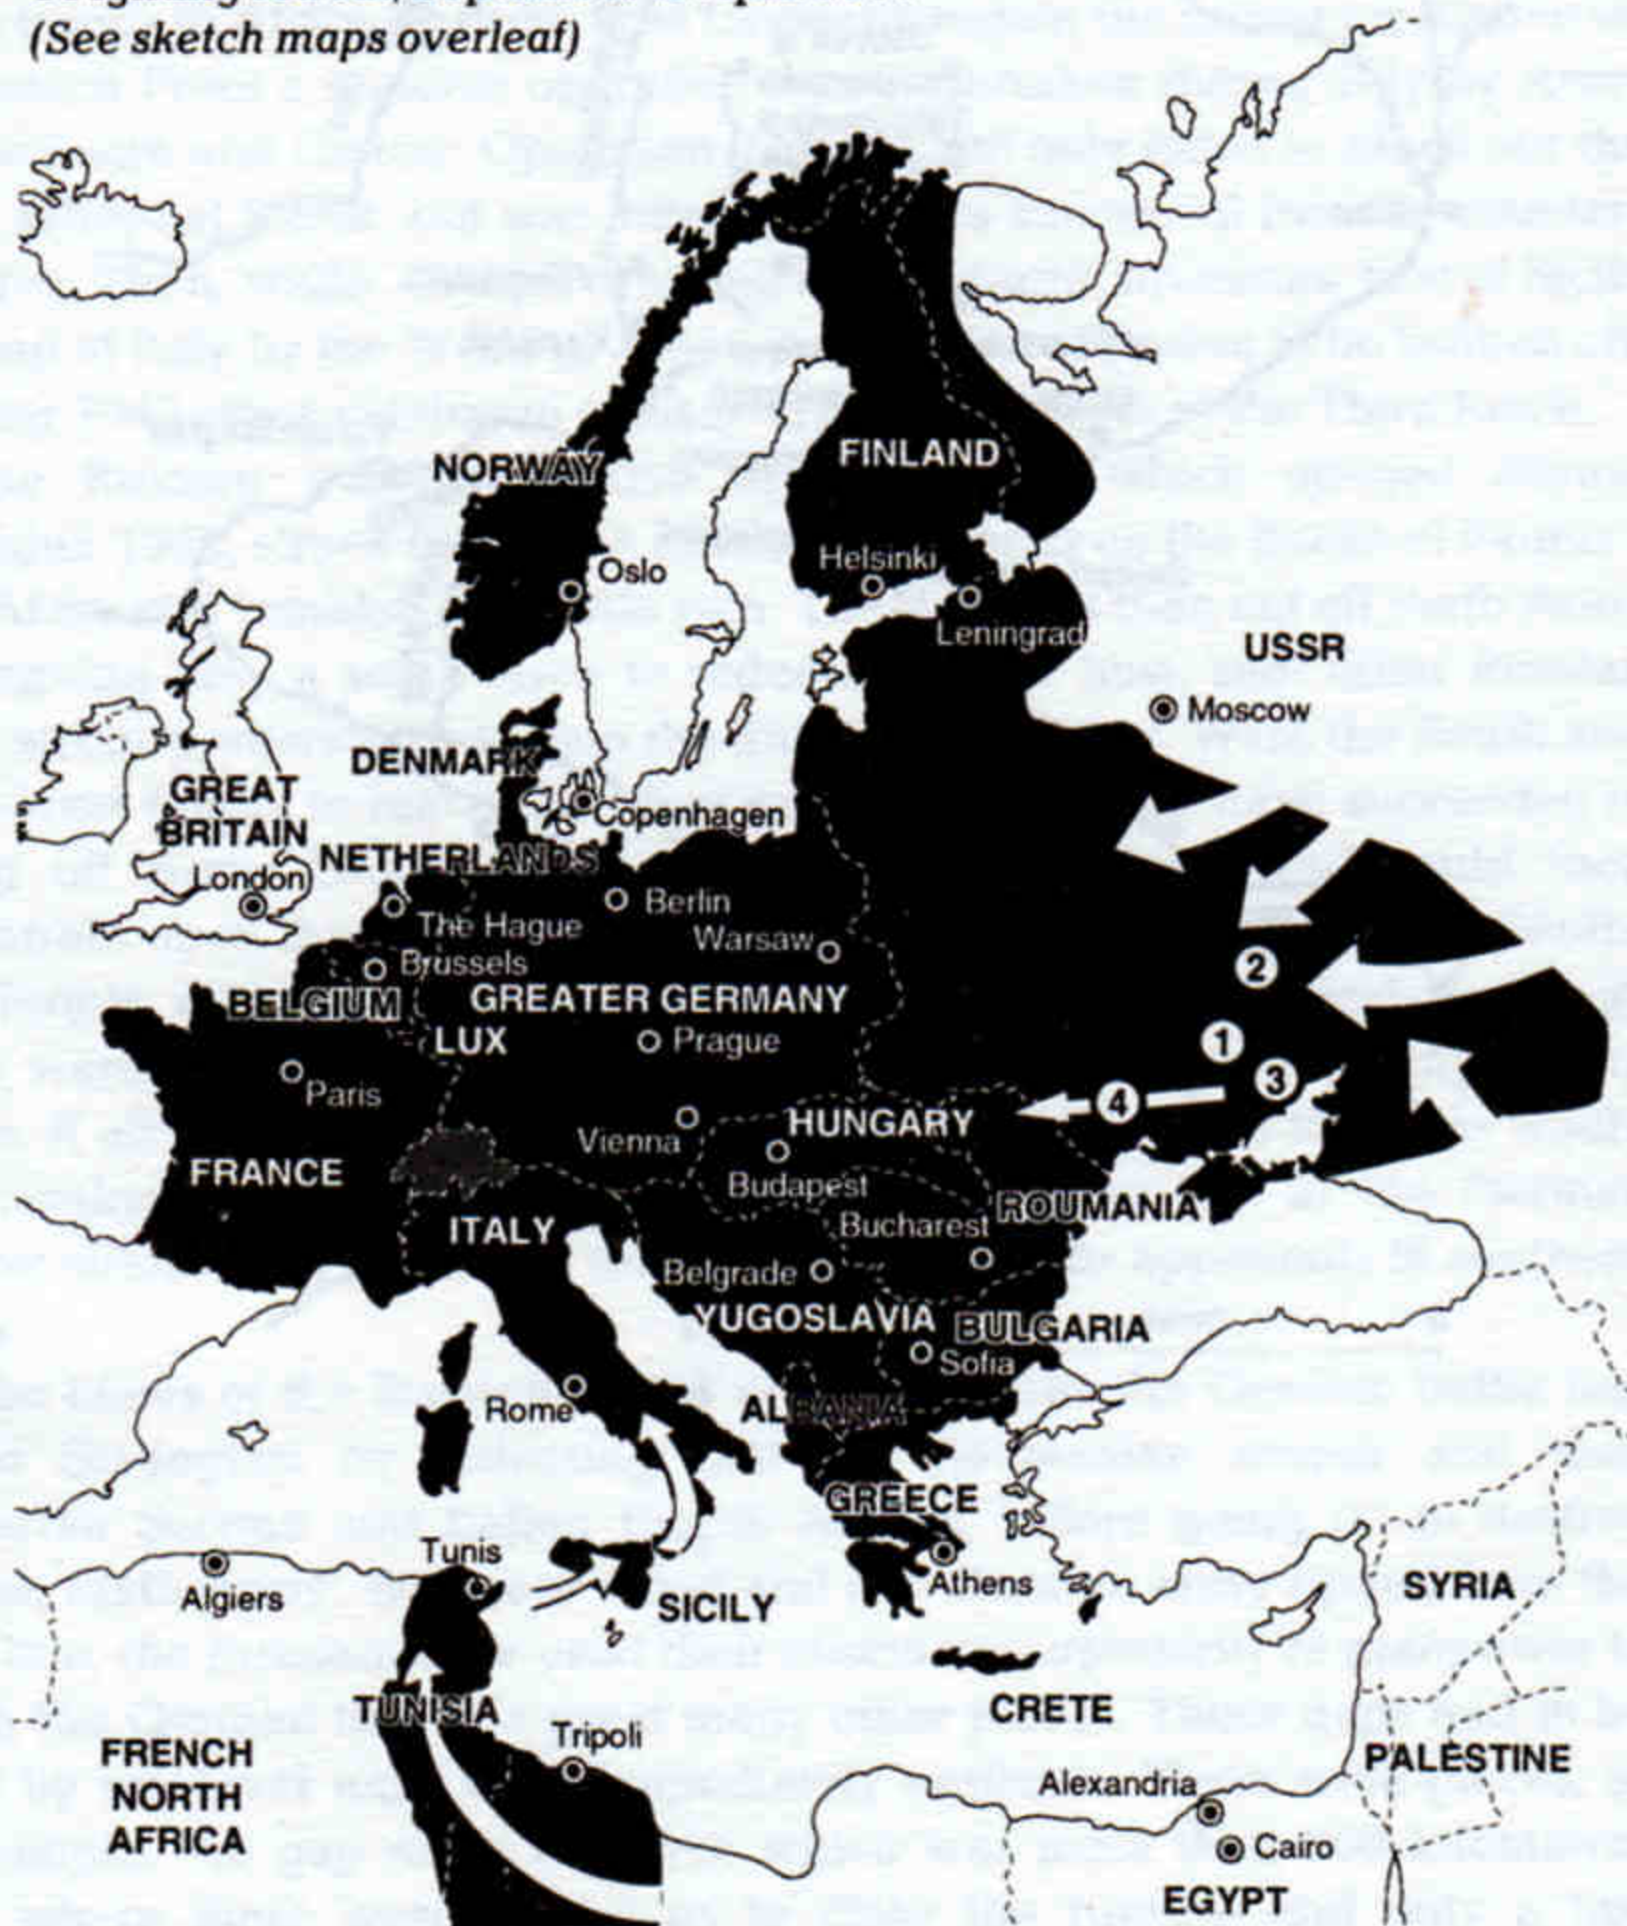 (See sketch maps overleaf)
NORWAY
FINLAND
Helsinki
Oslo
Leningrad
USSR
Moscow
DENMARK
Copenhagen
GREAT
BRITAIN
London
NETHERLANDS
The Hague
Berlin
Warsaw
Brussels
BELGIUM
GREATER GERMANY
2
LUX
Prague
1
3
Paris
4
HUNGARY
Vienna
FRANCE
Budapest
ROUMANIA
ITALY
Bucharest
Belgrade
YUGOSLAVIA
BULGARIA
Sofia
Rome
ALBANIA
GREECE
Tunis
Athens
Algiers
SICILY
SYRIA
TUNISIA
CRETE
Tripoli
FRENCH
NORTH
AFRICA
PALESTINE
Alexandria
Cairo
EGYPT